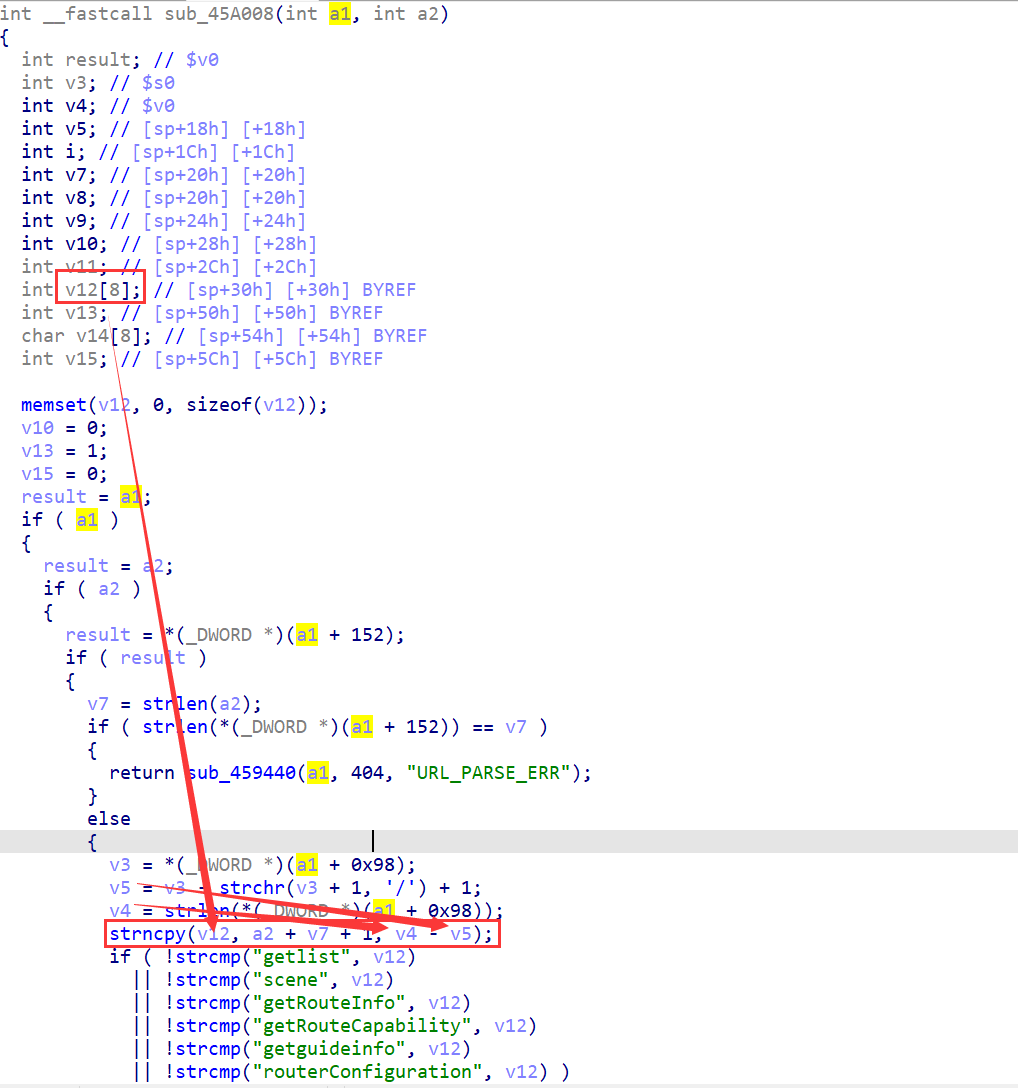 int __fastcall sub_45A008(int a1, int a2)
{
  int result; // $v0
  int v3; // $s0
  int v4; // $v0
  int v5; // [sp+18h] [+18h]
  int i; // [sp+1Ch] [+1Ch]
  int v7; // [sp+20h] [+20h]
  int v8; // [sp+20h] [+20h]
  int v9; // [sp+24h] [+24h]
  int v10; // [sp+28h] [+28h]
  int v11; // [sp+2Ch] [+2Ch]
  int v12[8]; // [sp+30h] [+30h] BYREF
  int v13; // [sp+50h] [+50h] BYREF
  char v14[8]; // [sp+54h] [+54h] BYREF
  int v15; // [sp+5Ch] [+5Ch] BYREF
  memset(v12, 0, sizeof(v12));
  v10 = 0;
  v13 = 1;
  v15 = 0;
  result = a1;
  if ( a1 )
  {
    result = a2;
    if ( a2 )
    {
      result = *(_DWORD *)(a1 + 152);
      if ( result )
      {
        v7 = strlen(a2);
        if ( strlen(*(_DWORD *)(a1 + 152)) == v7 )
        {
          return sub_459440(a1, 404, "URL_PARSE_ERR");
        }
        else
        {
          v3 = *(_DWORD *)(a1 + 0x98);
          v5 = v3 - strchr(v3 + 1, '/') + 1;
          v4 = strlen(*(_DWORD *)(a1 + 0x98));
          strncpy(v12, a2 + v7 + 1, v4 - v5);
          if ( !strcmp("getlist", v12)
            || !strcmp("scene", v12)
            || !strcmp("getRouteInfo", v12)
            || !strcmp("getRouteCapability", v12)
            || !strcmp("getguideinfo", v12)
            || !strcmp("routerConfiguration", v12) )